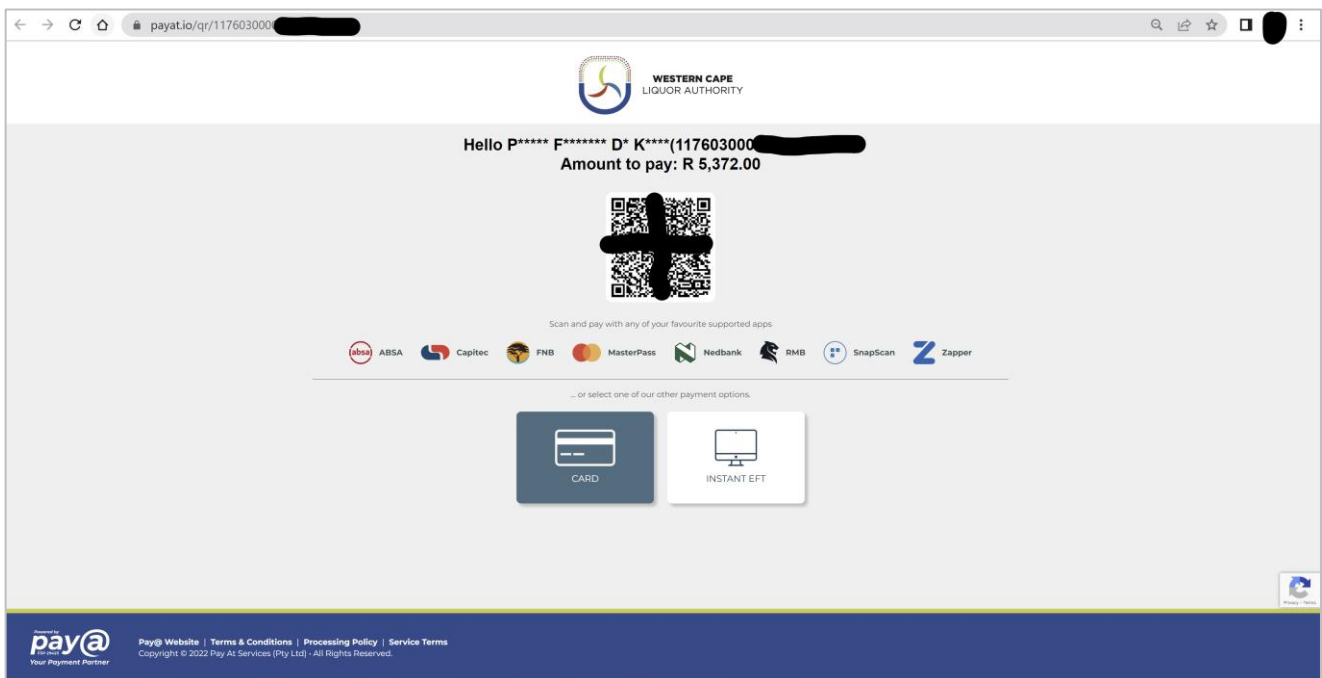 payat.io/qr/117603000
WESTERN CAPE
LIQUOR AUTHORITY
Hello P***** F******* D* K****(117603000
Amount to pay: R 5,372.00
Scan and pay with any of your favourite supported apps
absa ABSA Capitec FNB MasterPass Nedbank RMB SnapScan Zapper
... or select one of our other payment options.
CARD INSTANT EFT
Privacy - Terms
Powered by
pay@
Your Payment Partner
Pay@ Website | Terms & Conditions | Processing Policy | Service Terms
Copyright © 2022 Pay At Services (Pty Ltd) - All Rights Reserved.